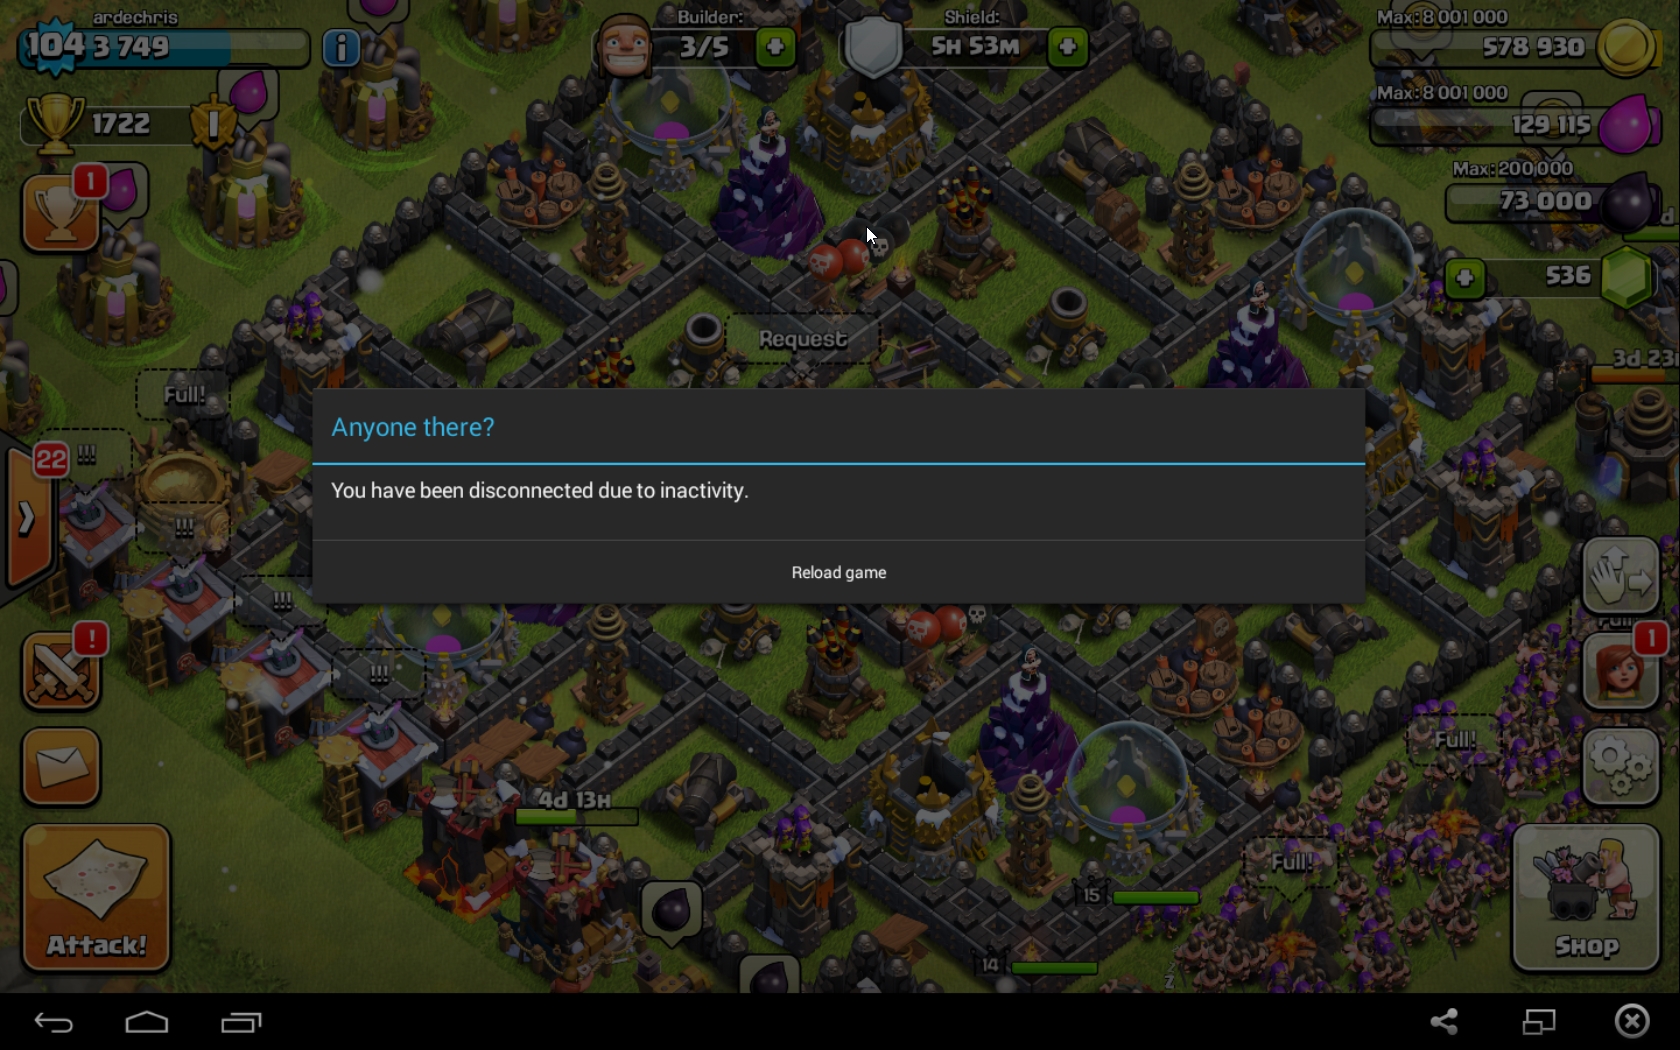 ardechris
104 3 749
Builder:
3/5
Shield:
5H 53M
Max: 8 001 000
578 930
Max: 8 001 000
129 115
Max: 200 000
73 000
536
1722
1
Request
3d 23
Full!
Anyone there?
You have been disconnected due to inactivity.
Reload game
22
!!!
!!!
!!!
!!!
!
1
Full!
4d 13H
Full!
15
14
Attack!
Shop